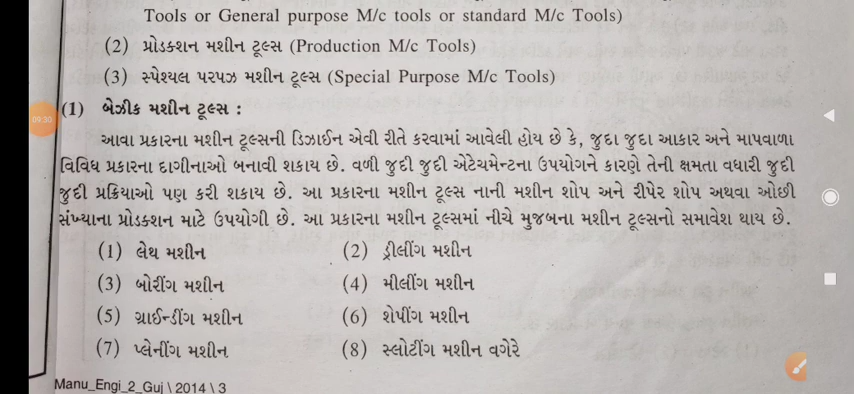 Tools or General purpose M/c tools or standard M/c Tools)
(2) પ્રોડક્શન મશીન ટૂલ્સ (Production M/c Tools)
(3) સ્પેશ્યલ પરપઝ મશીન ટૂલ્સ (Special Purpose M/c Tools)
09:30
(1) બેઝીક મશીન ટૂલ્સ :
આવા પ્રકારના મશીન ટૂલ્સની ડિઝાઈન એવી રીતે કરવામાં આવેલી હોય છે કે, જુદા જુદા આકાર અને માપવાળા
વિવિધ પ્રકારના દાગીનાઓ બનાવી શકાય છે. વળી જુદી જુદી એટેચમેન્ટના ઉપયોગને કારણે તેની ક્ષમતા વધારી જુદી
જુદી પ્રક્રિયાઓ પણ કરી શકાય છે. આ પ્રકારના મશીન ટૂલ્સ નાની મશીન શોપ અને રીપેર શોપ અથવા ઓછી
સંખ્યાના પ્રોડક્શન માટે ઉપયોગી છે. આ પ્રકારના મશીન ટૂલ્સમાં નીચે મુજબના મશીન ટૂલ્સનો સમાવેશ થાય છે.
(1) લેથ મશીન (2) ડ્રીલીંગ મશીન
(3) બોરીંગ મશીન (4) મીલીંગ મશીન
(5) ગ્રાઈન્ડીંગ મશીન (6) શેપીંગ મશીન
(7) પ્લેનીંગ મશીન (8) સ્લોટીંગ મશીન વગેરે
Manu_Engi_2_Guj \ 2014 \ 3